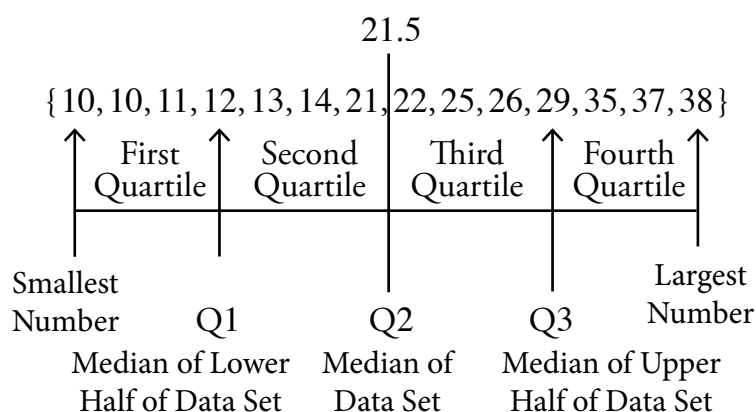 21.5
{10, 10, 11, 12, 13, 14, 21, 22, 25, 26, 29, 35, 37, 38}
First Quartile
Second Quartile
Third Quartile
Fourth Quartile
Smallest Number
Q1
Median of Lower Half of Data Set
Q2
Median of Data Set
Q3
Median of Upper Half of Data Set
Largest Number